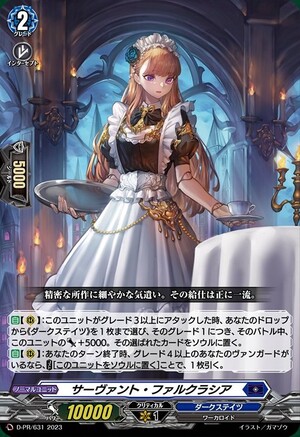 2
グレード
インターセプト
5000
シールド
精密な所作に細やかな気遣い。その給仕は正に一流。
【自】【(R)】:このユニットがグレード3以上にアタックした時、あなたのドロップ
から《ダークステイツ》を1枚まで選び、そのグレード1につき、そのバトル中、
このユニットの+5000。その選ばれたカードをソウルに置く。
【自】【(R)】:あなたのターン終了時、グレード4以上のあなたのヴァンガードが
いるなら、【このユニットをソウルに置く】ことで、1枚引く。
ノーマルユニット
サーヴァント・ファルクラシア
パワー
10000
クリティカル
1
ダークステイツ
ワーカロイド
D-PR/631 2023
イラスト/ガマゾウ